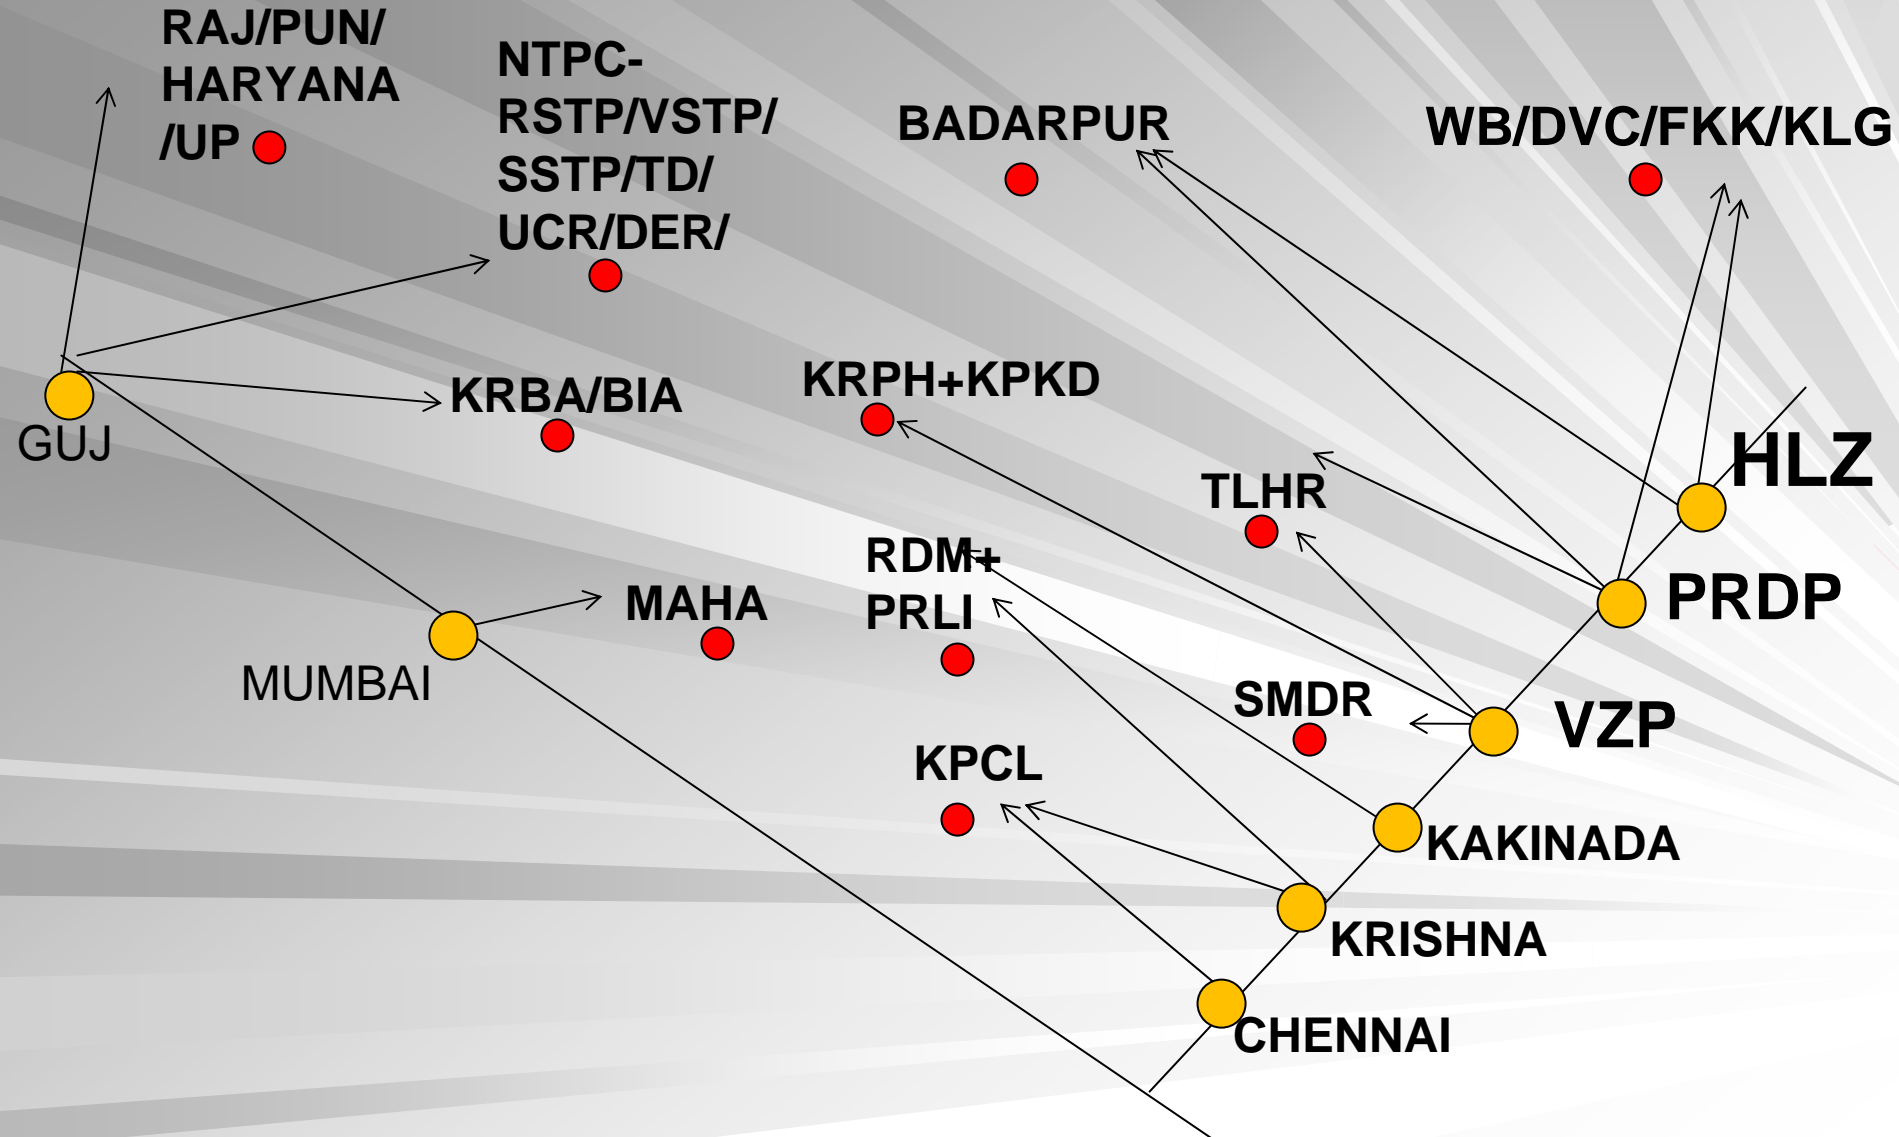 RAJ/PUN/
HARYANA
/UP
NTPC-
RSTP/VSTP/
SSTP/TD/
UCR/DER/
BADARPUR
WB/DVC/FKK/KLG
GUJ
KRBA/BIA
KRPH+KPKD
TLHR
HLZ
RDM+
PRLI
MAHA
PRDP
MUMBAI
SMDR
VZP
KPCL
KAKINADA
KRISHNA
CHENNAI